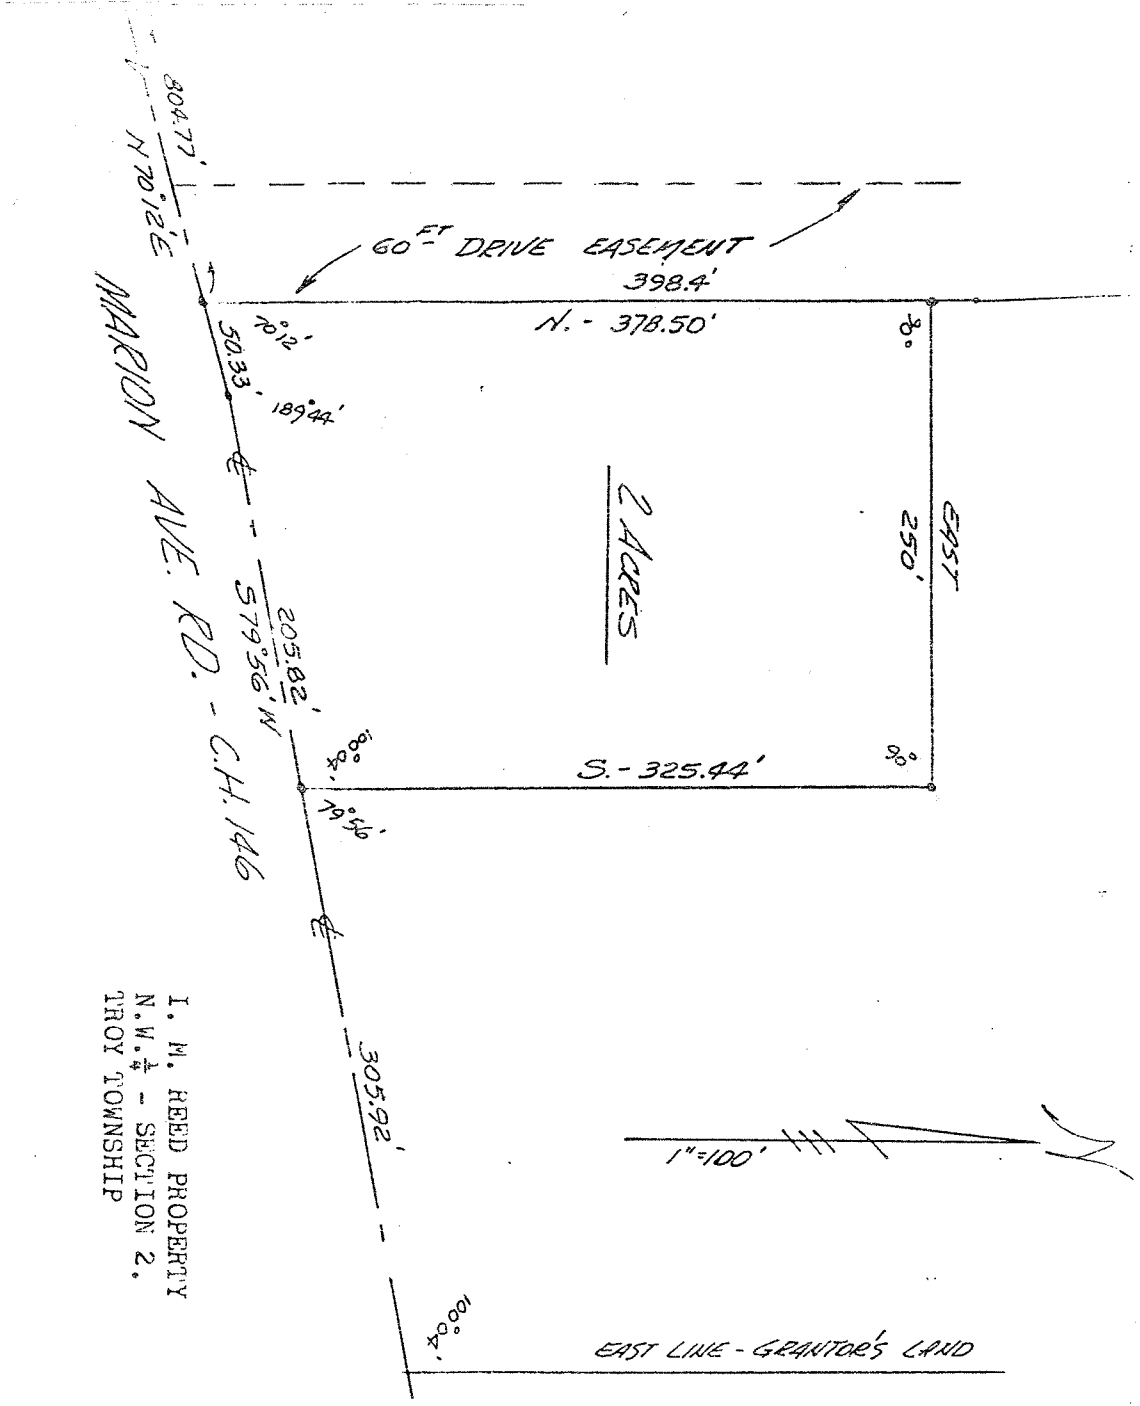 804.77'
N 70°12'E
60 FT DRIVE EASEMENT
398.4'
N. - 378.50'
70°12'
90°
50.33'
189°44'
℄
MARION AVE. RD. - C.H. 146
2 ACRES
EAST
250'
205.82'
S 79°56' W
100°04'
S. - 325.44'
90°
79°56'
℄
305.92'
1"=100'
100°04'
EAST LINE - GRANTOR'S LAND
I. M. REED PROPERTY
N.W.¼ - SECTION 2,
TROY TOWNSHIP